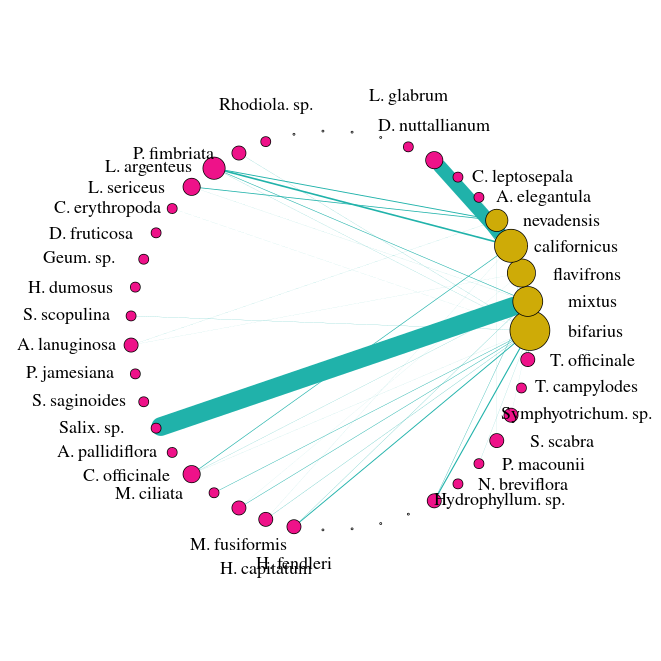 L. glabrum
Rhodiola. sp.
D. nuttallianum
P. fimbriata
L. argenteus
C. leptosepala
L. sericeus
A. elegantula
C. erythropoda
nevadensis
D. fruticosa
californicus
Geum. sp.
flavifrons
H. dumosus
mixtus
S. scopulina
bifarius
A. lanuginosa
T. officinale
P. jamesiana
T. campylodes
S. saginoides
Symphyotrichum. sp.
Salix. sp.
S. scabra
A. pallidiflora
P. macounii
C. officinale
N. breviflora
M. ciliata
Hydrophyllum. sp.
M. fusiformis
H. fendleri
H. capitatum